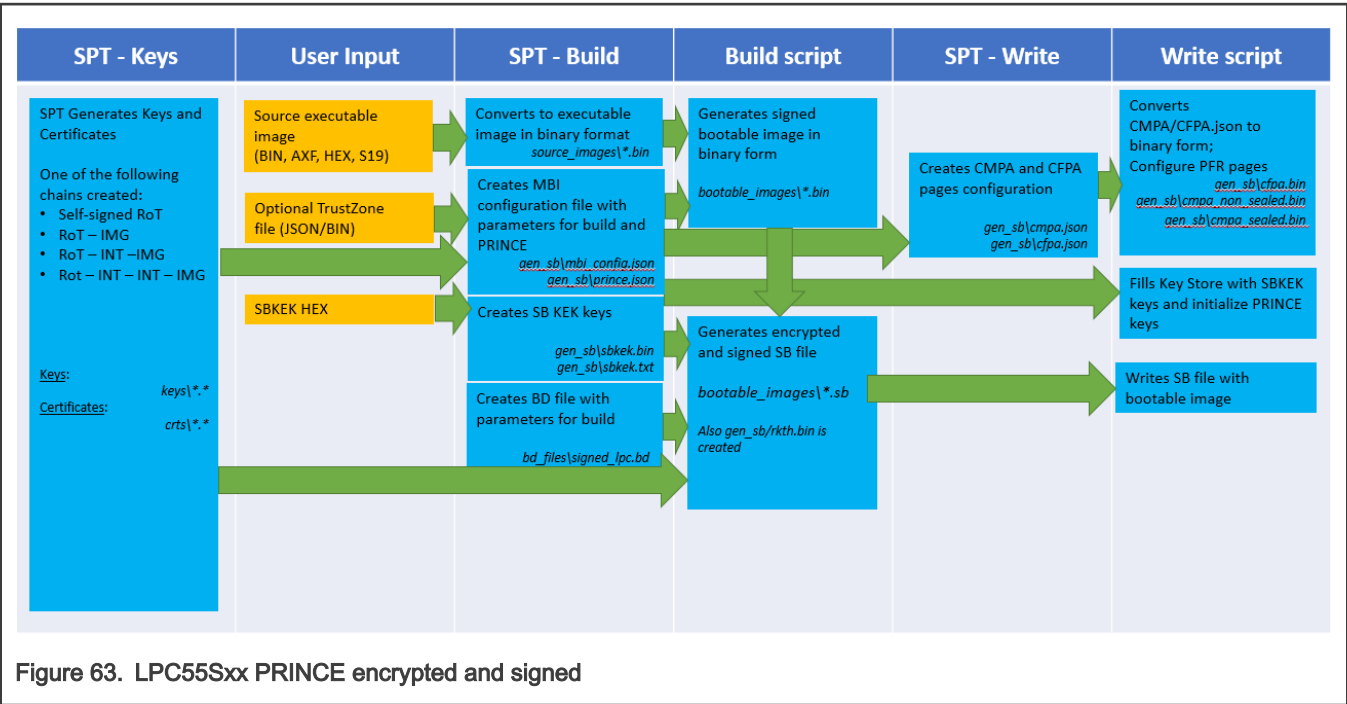 SPT - Keys
User Input
SPT - Build
Build script
SPT - Write
Write script
SPT Generates Keys and
Certificates
One of the following
chains created:
• Self-signed RoT
• RoT – IMG
• RoT – INT –IMG
• Rot – INT – INT – IMG
Keys:
keys\*.*
Certificates:
crts\*.*
Source executable
image
(BIN, AXF, HEX, S19)
Optional TrustZone
file (JSON/BIN)
SBKEK HEX
Converts to executable
image in binary format
source_images\*.bin
Creates MBI
configuration file with
parameters for build and
PRINCE
gen_sb\mbi_config.json
gen_sb\prince.json
Creates SB KEK keys
gen_sb\sbkek.bin
gen_sb\sbkek.txt
Creates BD file with
parameters for build
bd_files\signed_lpc.bd
Generates signed
bootable image in
binary form
bootable_images\*.bin
Generates encrypted
and signed SB file
bootable_images\*.sb
Also gen_sb/rkth.bin is
created
Creates CMPA and CFPA
pages configuration
gen_sb\cmpa.json
gen_sb\cfpa.json
Converts
CMPA/CFPA.json to
binary form;
Configure PFR pages
gen_sb\cfpa.bin
gen_sb\cmpa_non_sealed.bin
gen_sb\cmpa_sealed.bin
Fills Key Store with SBKEK
keys and initialize PRINCE
keys
Writes SB file with
bootable image
Figure 63. LPC55Sxx PRINCE encrypted and signed